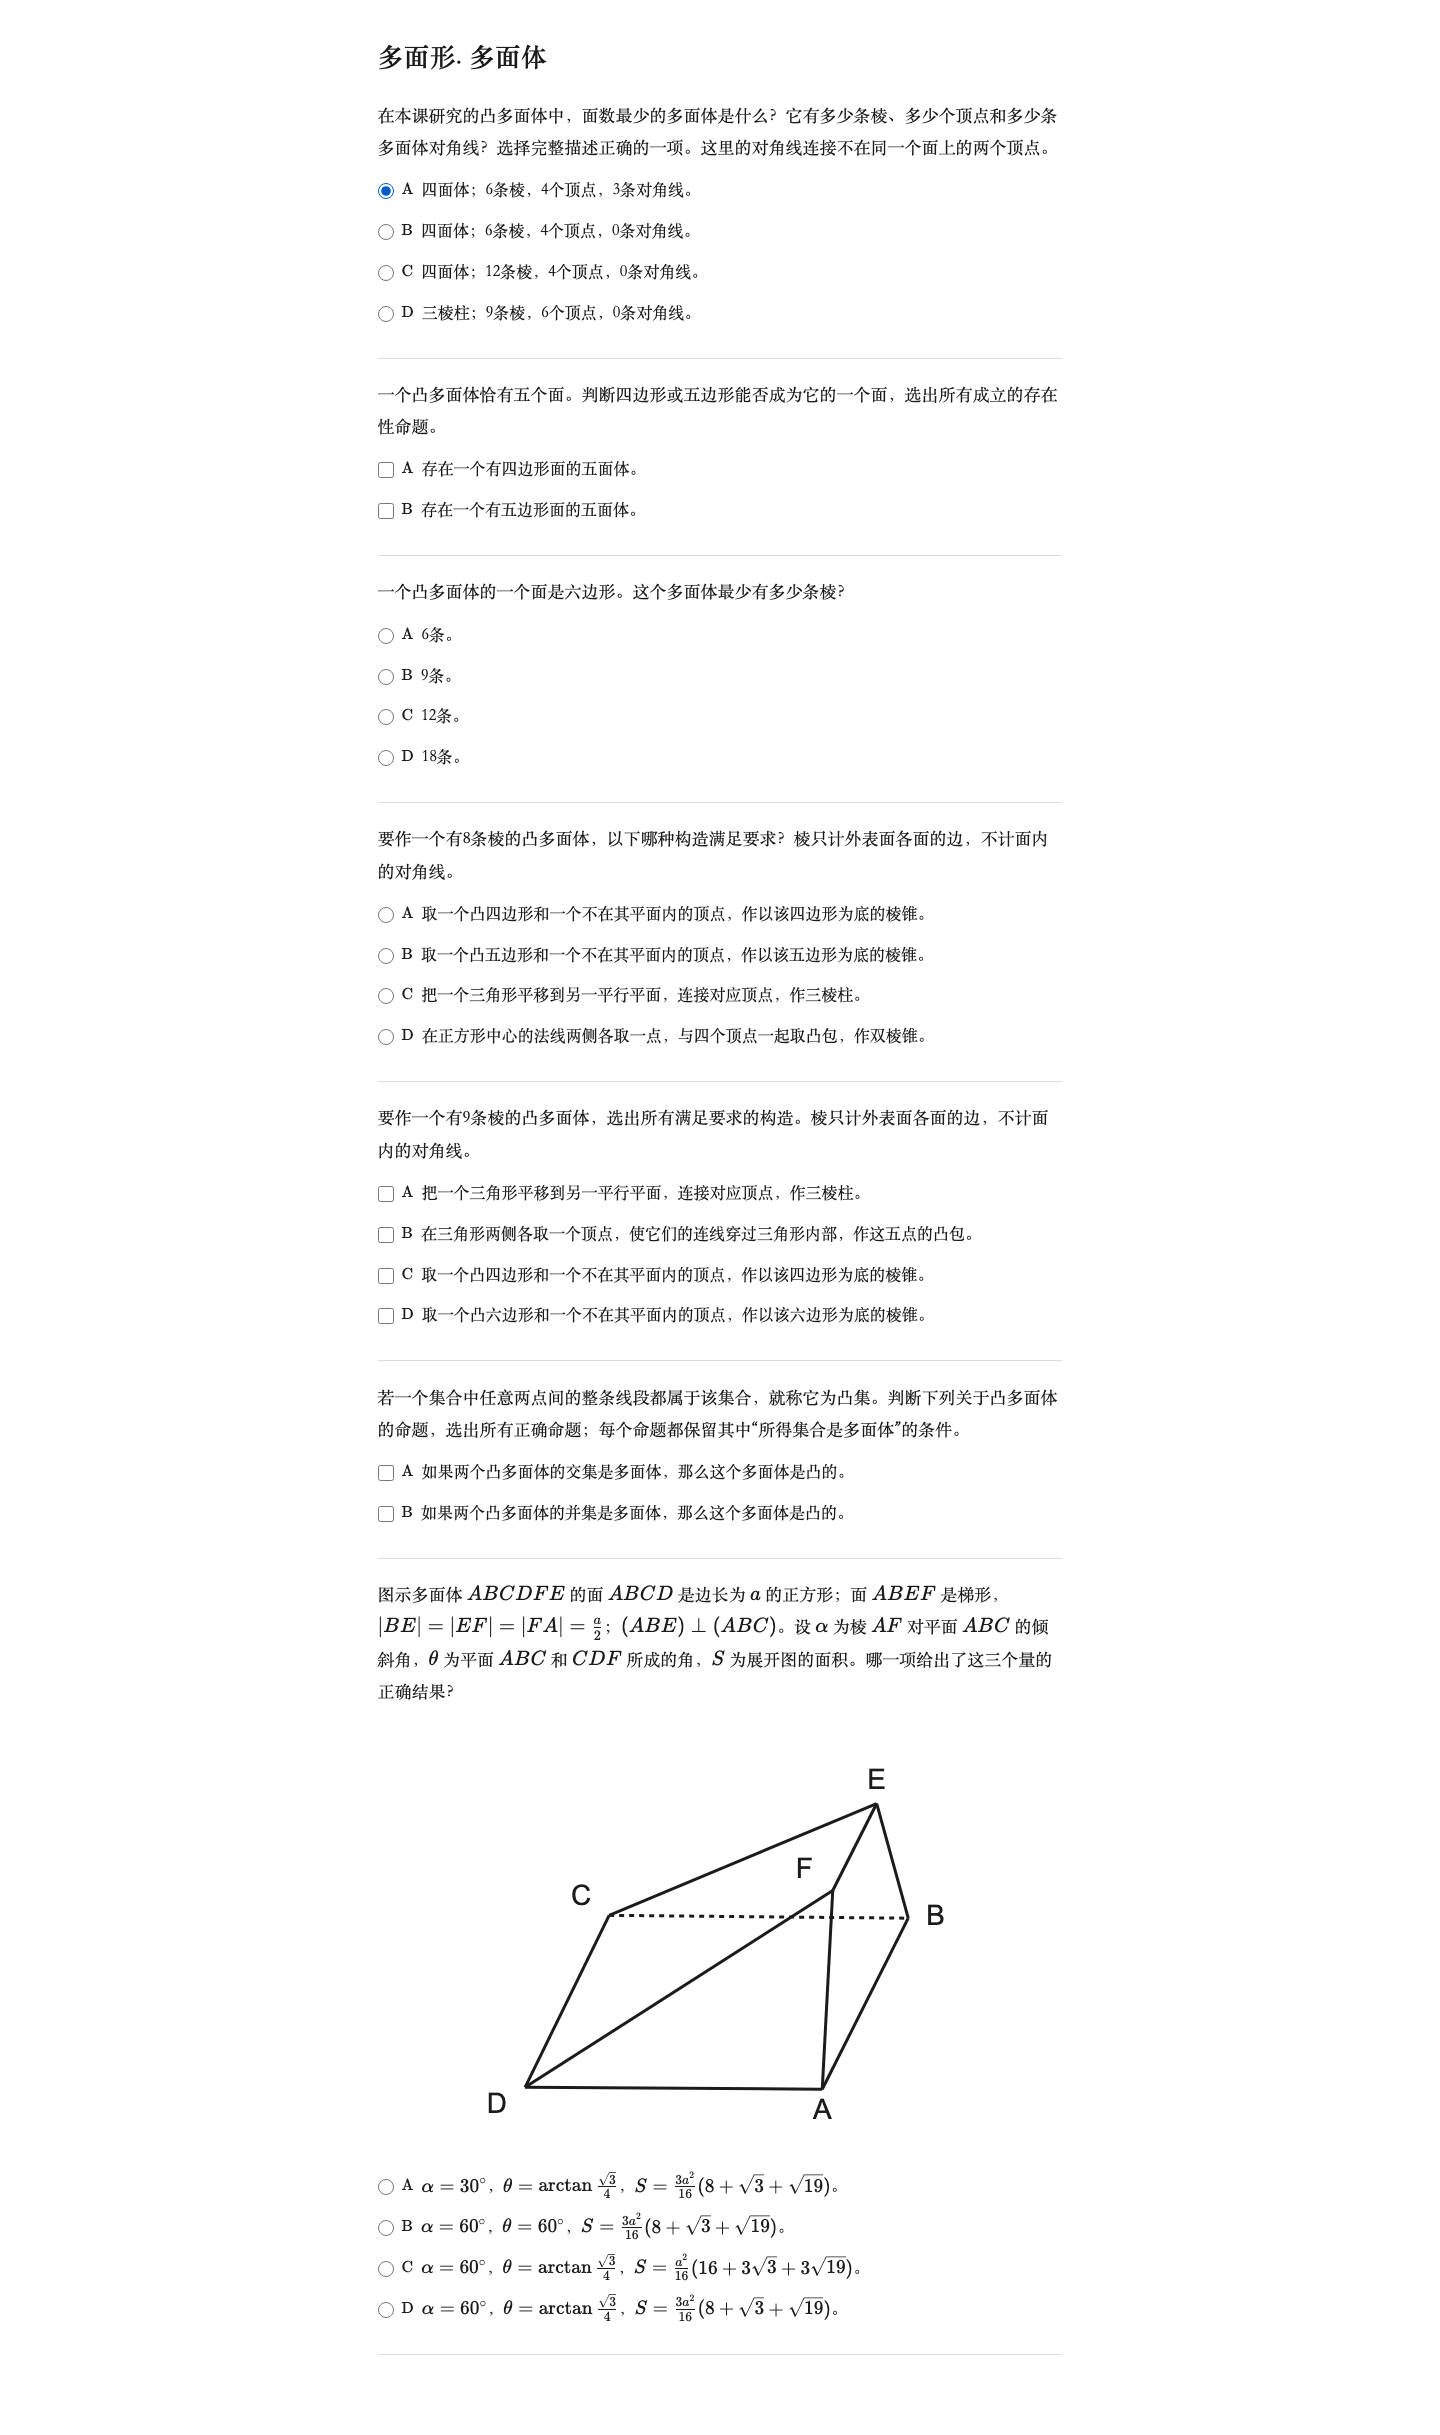 多面形. 多面体
在本课研究的凸多面体中，面数最少的多面体是什么？它有多少条棱、多少个顶点和多少条
多面体对角线？选择完整描述正确的一项。这里的对角线连接不在同一个面上的两个顶点。
A 四面体；6条棱，4个顶点，3条对角线。
B 四面体；6条棱，4个顶点，0条对角线。
C 四面体；12条棱，4个顶点，0条对角线。
D 三棱柱；9条棱，6个顶点，0条对角线。
一个凸多面体恰有五个面。判断四边形或五边形能否成为它的一个面，选出所有成立的存在
性命题。
A 存在一个有四边形面的五面体。
B 存在一个有五边形面的五面体。
一个凸多面体的一个面是六边形。这个多面体最少有多少条棱？
A 6条。
B 9条。
C 12条。
D 18条。
要作一个有8条棱的凸多面体，以下哪种构造满足要求？棱只计外表面各面的边，不计面内
的对角线。
A 取一个凸四边形和一个不在其平面内的顶点，作以该四边形为底的棱锥。
B 取一个凸五边形和一个不在其平面内的顶点，作以该五边形为底的棱锥。
C 把一个三角形平移到另一平行平面，连接对应顶点，作三棱柱。
D 在正方形中心的法线两侧各取一点，与四个顶点一起取凸包，作双棱锥。
要作一个有9条棱的凸多面体，选出所有满足要求的构造。棱只计外表面各面的边，不计面
内的对角线。
A 把一个三角形平移到另一平行平面，连接对应顶点，作三棱柱。
B 在三角形两侧各取一个顶点，使它们的连线穿过三角形内部，作这五点的凸包。
C 取一个凸四边形和一个不在其平面内的顶点，作以该四边形为底的棱锥。
D 取一个凸六边形和一个不在其平面内的顶点，作以该六边形为底的棱锥。
若一个集合中任意两点间的整条线段都属于该集合，就称它为凸集。判断下列关于凸多面体
的命题，选出所有正确命题；每个命题都保留其中“所得集合是多面体”的条件。
A 如果两个凸多面体的交集是多面体，那么这个多面体是凸的。
B 如果两个凸多面体的并集是多面体，那么这个多面体是凸的。
图示多面体 ABCDFE 的面 ABCD 是边长为 a 的正方形；面 ABEF 是梯形，
|BE| = |EF| = |FA| = a/2；(ABE) ⊥ (ABC)。设 α 为棱 AF 对平面 ABC 的倾
斜角，θ 为平面 ABC 和 CDF 所成的角，S 为展开图的面积。哪一项给出了这三个量的
正确结果？
E
F
C
B
D
A
A α = 30°，θ = arctan √3/4，S = 3a²/16 (8 + √3 + √19)。
B α = 60°，θ = 60°，S = 3a²/16 (8 + √3 + √19)。
C α = 60°，θ = arctan √3/4，S = a²/16 (16 + 3√3 + 3√19)。
D α = 60°，θ = arctan √3/4，S = 3a²/16 (8 + √3 + √19)。